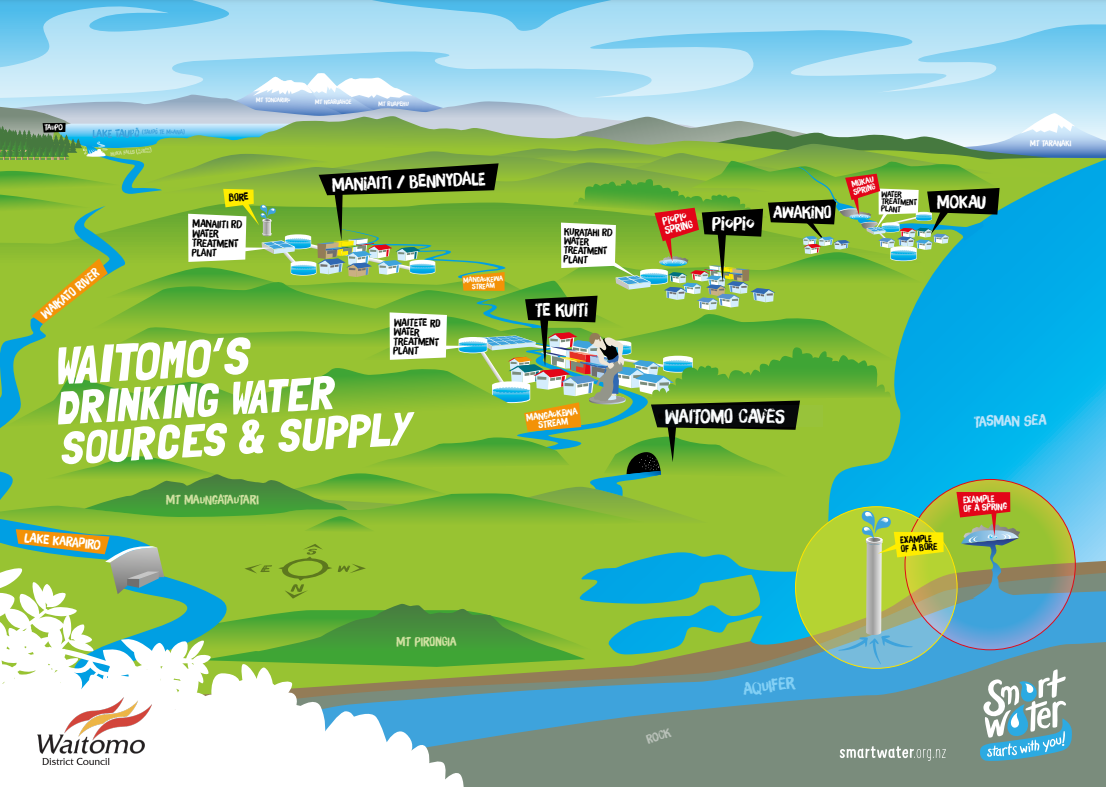 MT TONGARIRO
MT NGAURUHOE
MT RUAPEHU
TAUPO
LAKE TAUPŌ
MT TARANAKI
MANIAITI / BENNYDALE
BORE
MANIAITI RD
WATER
TREATMENT
PLANT
MOKAU
SPRING
WATER
TREATMENT
PLANT
MOKAU
AWAKINO
PIOPIO
SPRING
PIOPIO
KURATAHI RD
WATER
TREATMENT
PLANT
WAIKATO RIVER
MANGAOKEWA
STREAM
TE KUITI
WAITETE RD
WATER
TREATMENT
PLANT
WAITOMO'S
DRINKING WATER
SOURCES & SUPPLY
MANGAOKEWA
STREAM
WAITOMO CAVES
TASMAN SEA
MT MAUNGATAUTARI
EXAMPLE
OF A SPRING
LAKE KARAPIRO
EXAMPLE
OF A BORE
S
E
W
N
MT PIRONGIA
AQUIFER
ROCK
Smart
Water
starts with you!
smartwater.org.nz
Waitomo
District Council